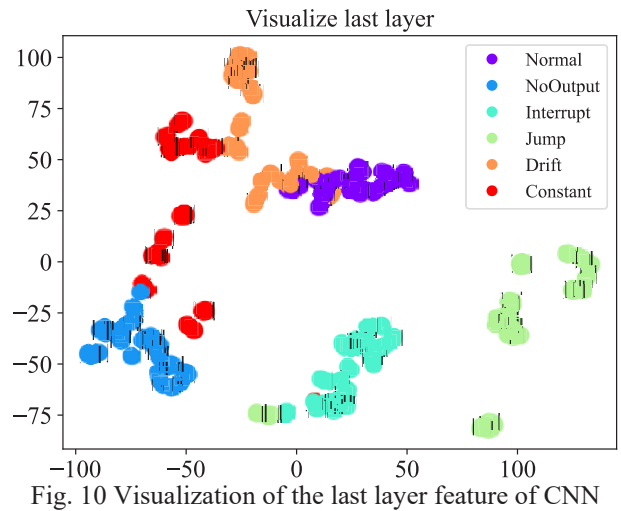 Visualize last layer
100
75
50
25
0
−25
−50
−75
Normal
NoOutput
Interrupt
Jump
Drift
Constant
−100 −50 0 50 100
Fig. 10 Visualization of the last layer feature of CNN